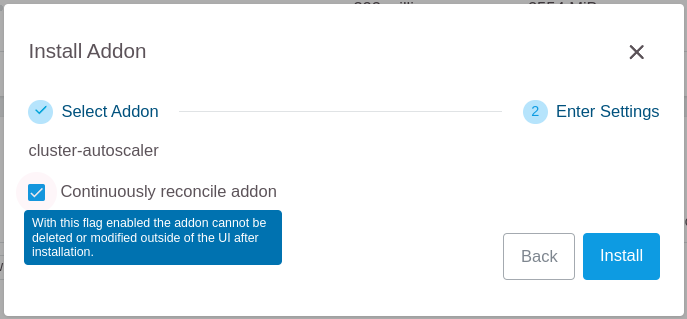 Install Addon
Select Addon
2 Enter Settings
cluster-autoscaler
Continuously reconcile addon
With this flag enabled the addon cannot be
deleted or modified outside of the UI after
installation.
Back
Install